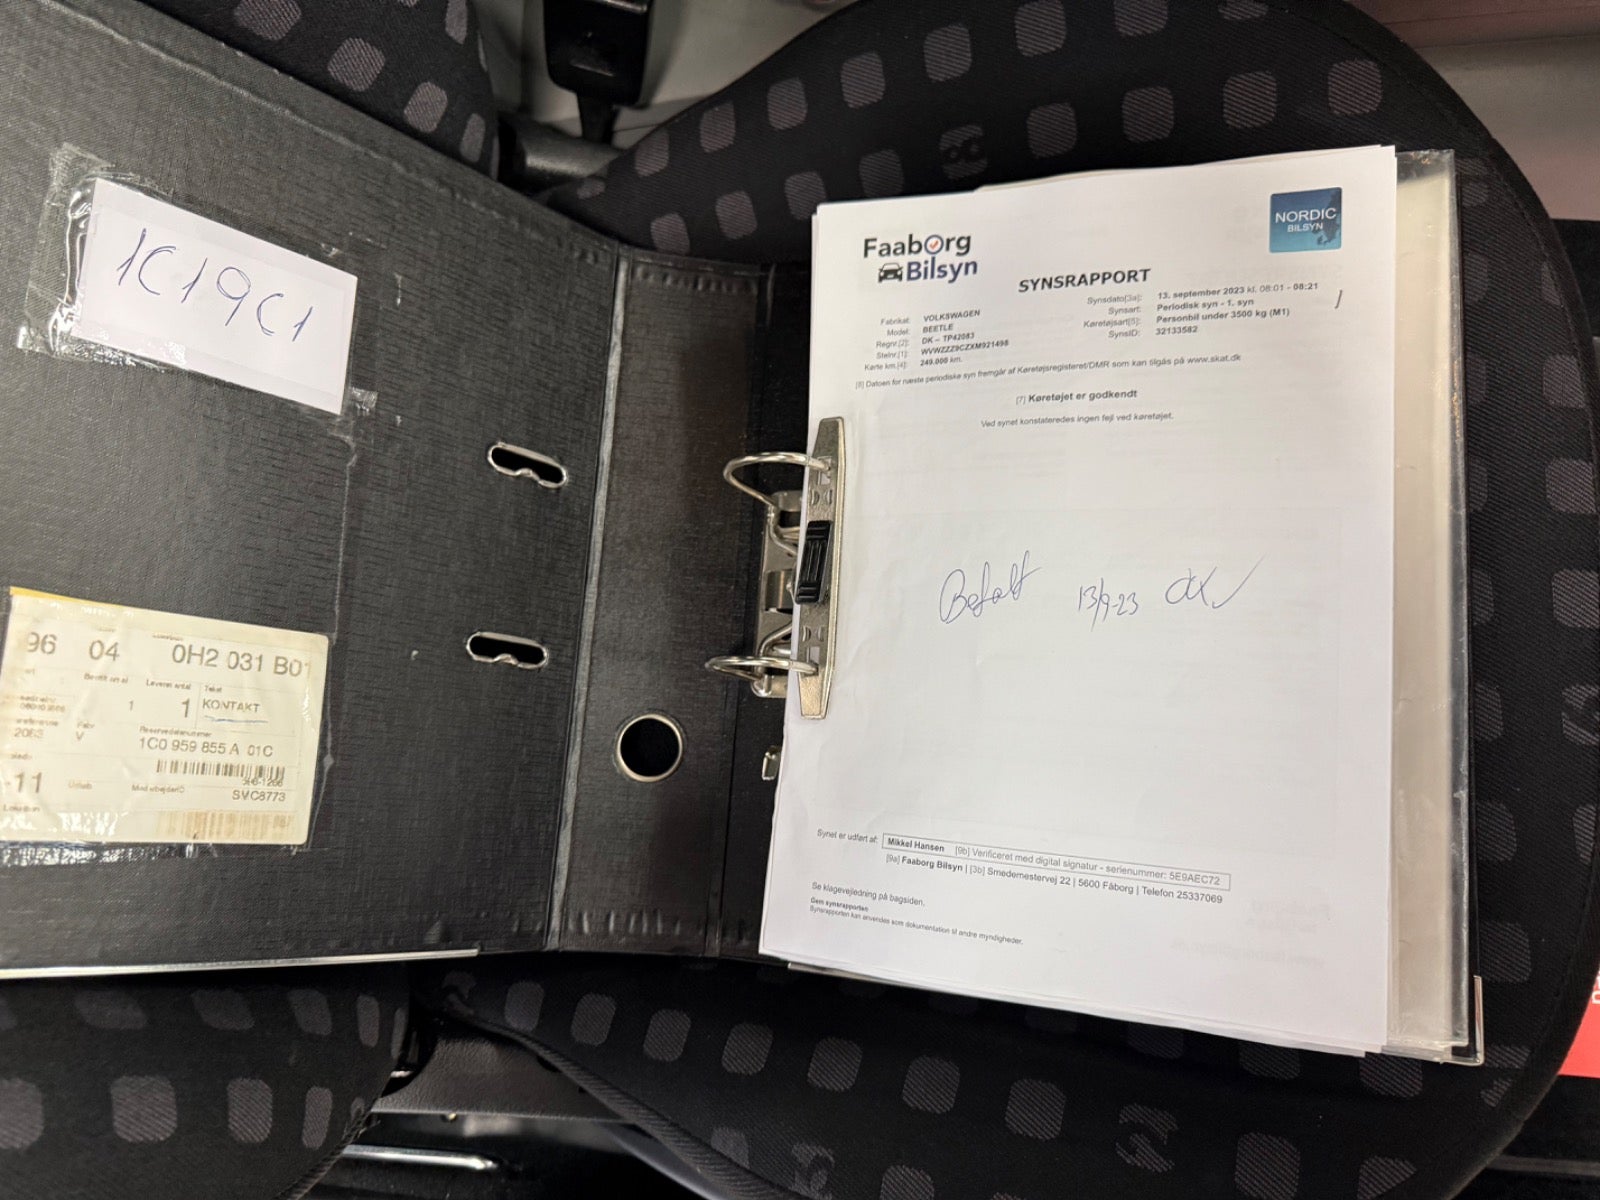 1C19C1
96 04 0H2 031 B01
Levern antal Tekst
1 1 KONTAKT
2083 V
1C0 959 855 A 01C
-11
SVC8773
Lokation
Faaborg
Bilsyn
NORDIC
BILSYN
SYNSRAPPORT
Fabrikat: VOLKSWAGEN
Model: BEETLE
Regnr.[2]: DK – TP42083
Stelnr.[1]: WVWZZZ9CZXM921498
Kørte km.[4]: 249.000 km.
Synsdato[3a]: 13. september 2023 kl. 08:01 - 08:21
Synsart: Periodisk syn - 1. syn
Køretøjsart[5]: Personbil under 3500 kg (M1)
SynsID: 32133582
[8] Datoen for næste periodiske syn fremgår af Køretøjsregisteret/DMR som kan tilgås på www.skat.dk
[7] Køretøjet er godkendt
Ved synet konstateredes ingen fejl ved køretøjet.
Betalt 13/9-23
Synet er udført af: Mikkel Hansen [9b] Verificeret med digital signatur - serienummer: 5E9AEC72
[9a] Faaborg Bilsyn | [3b] Smedemestervej 22 | 5600 Fåborg | Telefon 25337069
Se klagevejledning på bagsiden.
Gem synsrapporten
Synsrapporten kan anvendes som dokumentation til andre myndigheder.